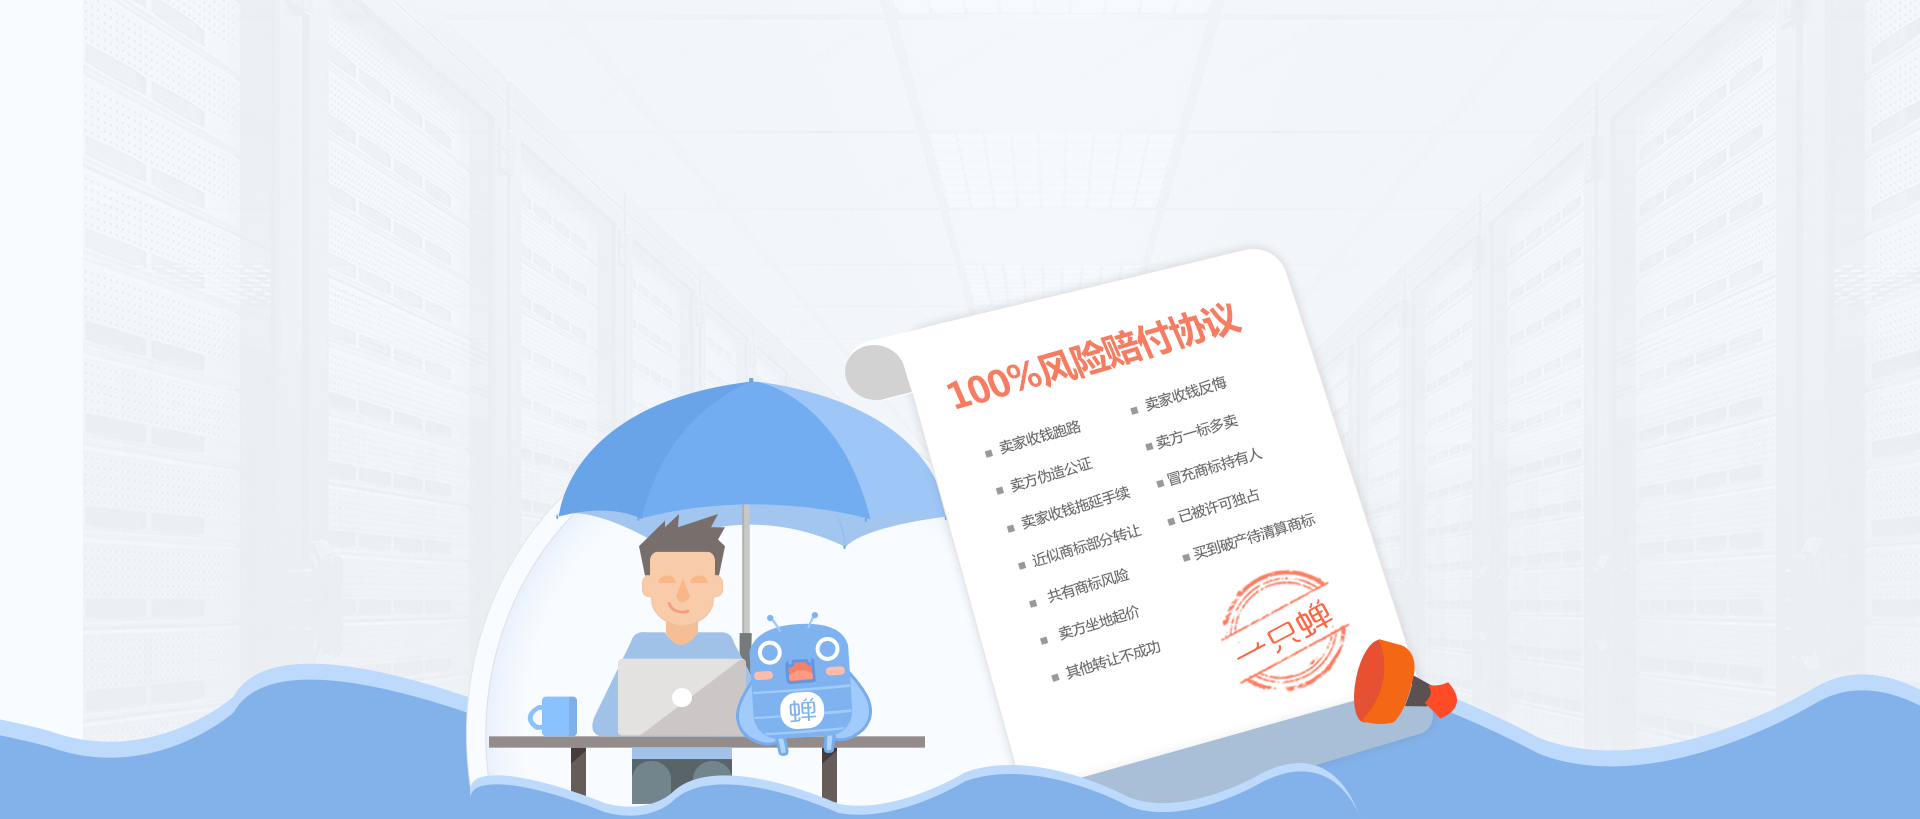 100%风险赔付协议
卖家收钱跑路
卖方伪造公证
卖家收钱拖延手续
近似商标部分转让
共有商标风险
卖方坐地起价
其他转让不成功
卖家收钱反悔
卖方一标多卖
冒充商标持有人
已被许可独占
买到破产待清算商标
一只蝉
蝉